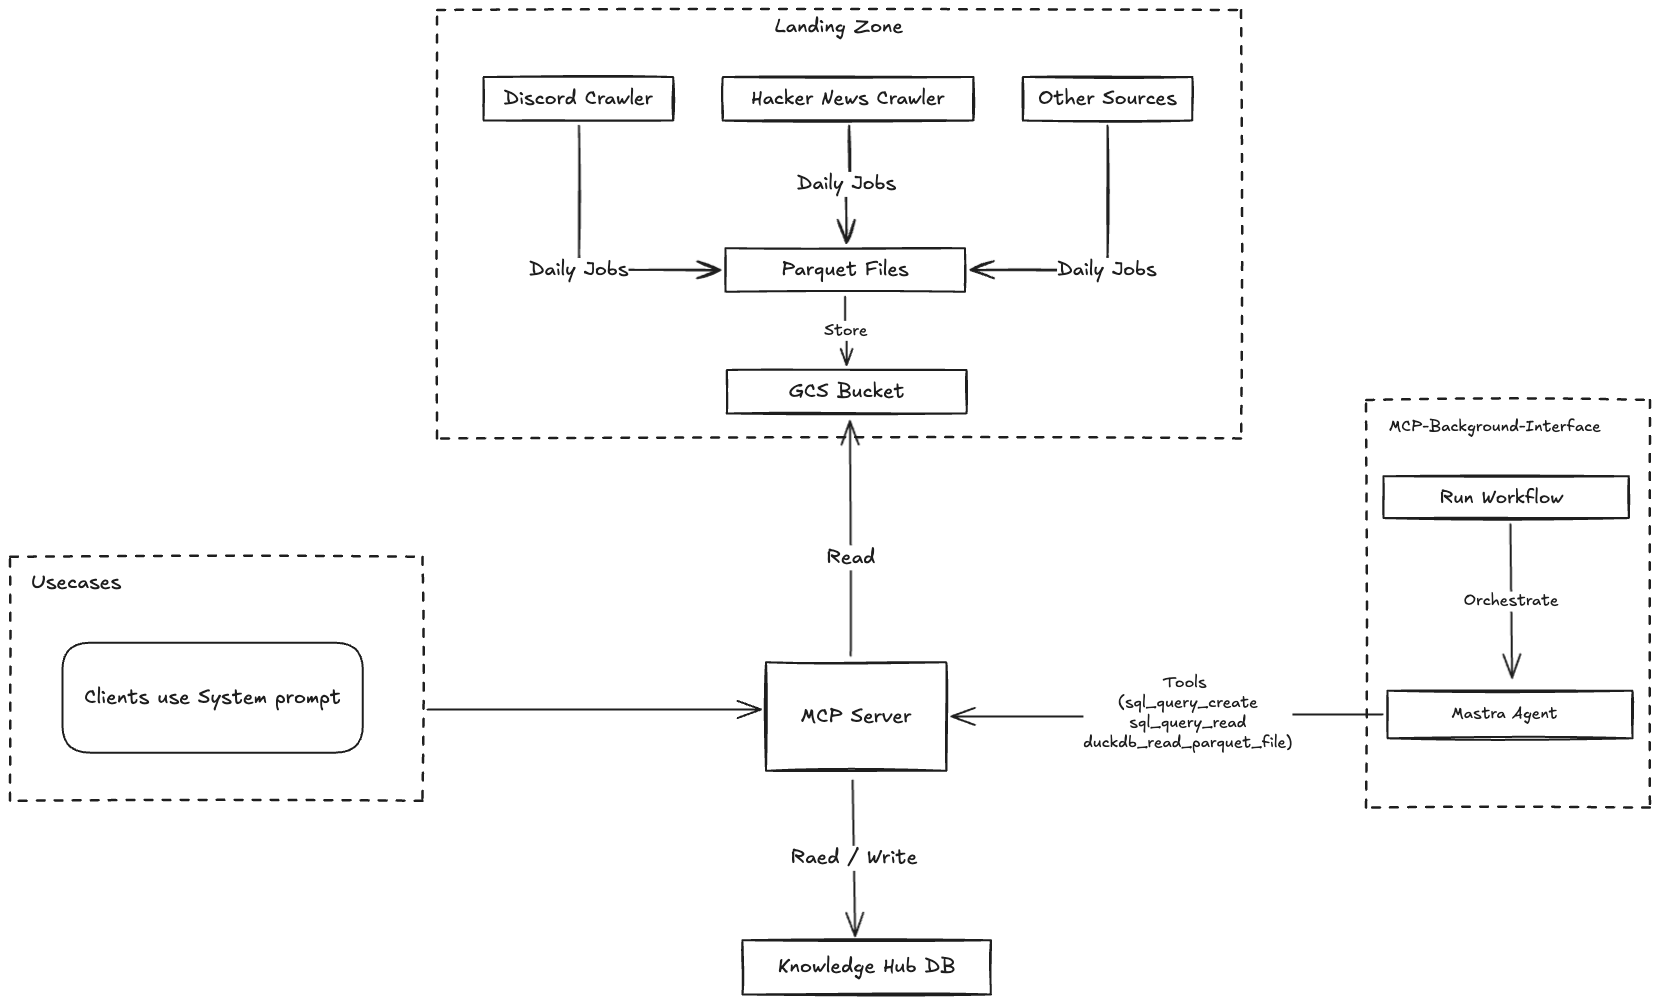 Landing Zone
Discord Crawler
Hacker News Crawler
Other Sources
Daily Jobs
Daily Jobs
Parquet Files
Daily Jobs
Store
GCS Bucket
MCP-Background-Interface
Run Workflow
Read
Usecases
Orchestrate
Clients use System prompt
MCP Server
Tools
(sql_query_create
sql_query_read
duckdb_read_parquet_file)
Mastra Agent
Raed / Write
Knowledge Hub DB